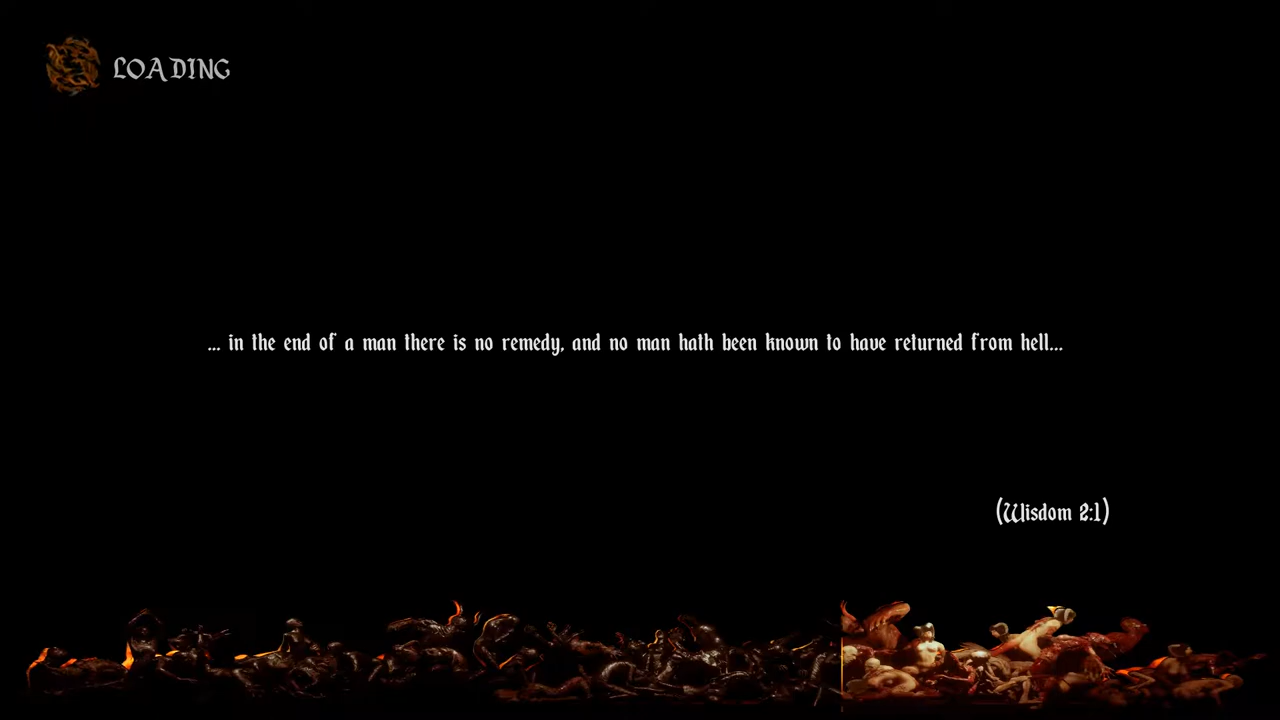 LOADING
... in the end of a man there is no remedy, and no man hath been known to have returned from hell...
(Wisdom 2:1)